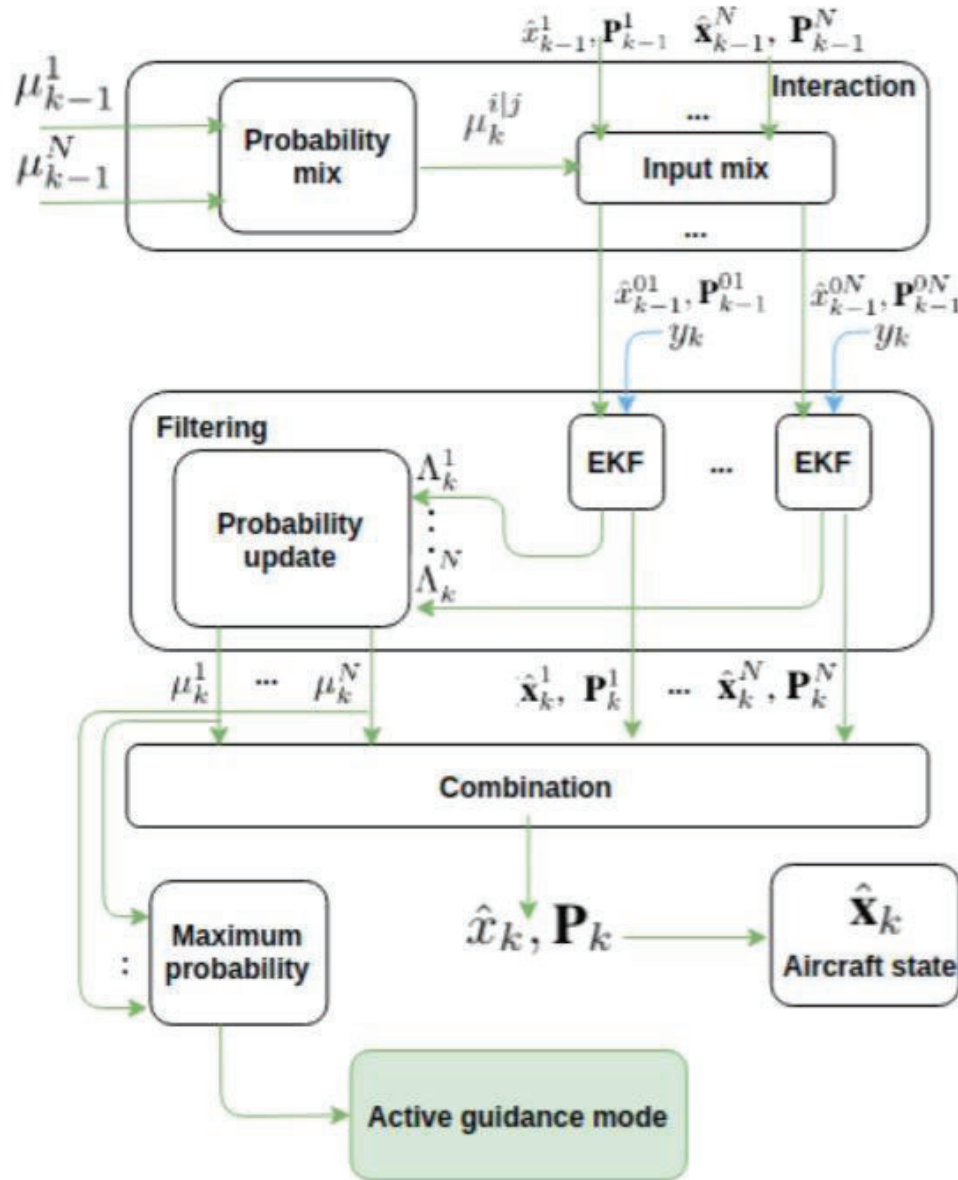 x̂¹ₖ₋₁, P¹ₖ₋₁ x̂ᴺₖ₋₁, Pᴺₖ₋₁
Interaction
μ¹ₖ₋₁
μᴺₖ₋₁
Probability
mix
μₖ^{i|j}
...
Input mix
...
x̂⁰¹ₖ₋₁, P⁰¹ₖ₋₁ x̂⁰ᴺₖ₋₁, P⁰ᴺₖ₋₁
yₖ yₖ
Filtering
EKF ... EKF
Λ¹ₖ
⋮
Λᴺₖ
Probability
update
μ¹ₖ ... μᴺₖ x̂¹ₖ, P¹ₖ ... x̂ᴺₖ, Pᴺₖ
Combination
x̂ₖ, Pₖ
x̂ₖ
Aircraft state
Maximum
probability
:
Active guidance mode